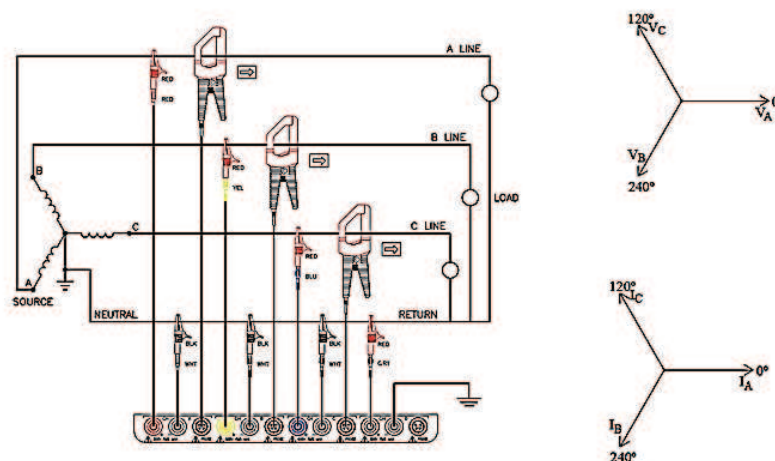 A LINE
RED
RED
B LINE
RED
YEL
B
C
C LINE
LOAD
RED
BLU
A
SOURCE
NEUTRAL
RETURN
BLK
BLK
BLK
RED
WHT
WHT
WHT
GRY
120° VC
VA
VB
240°
120° IC
0°
IA
IB
240°